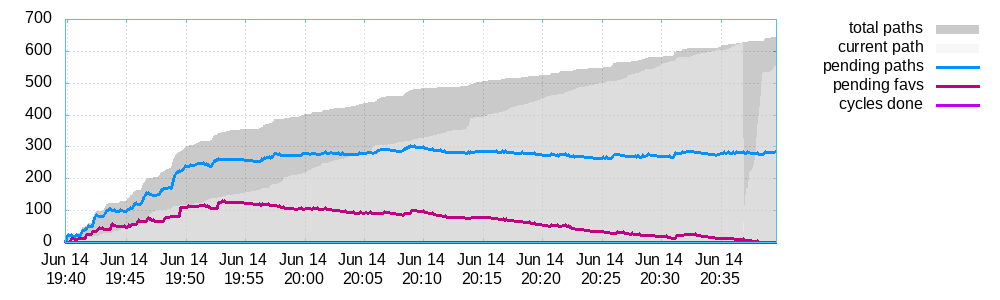 700
600
500
400
300
200
100
0
Jun 14 Jun 14 Jun 14 Jun 14 Jun 14 Jun 14 Jun 14 Jun 14 Jun 14 Jun 14 Jun 14 Jun 14
19:40 19:45 19:50 19:55 20:00 20:05 20:10 20:15 20:20 20:25 20:30 20:35
total paths
current path
pending paths
pending favs
cycles done